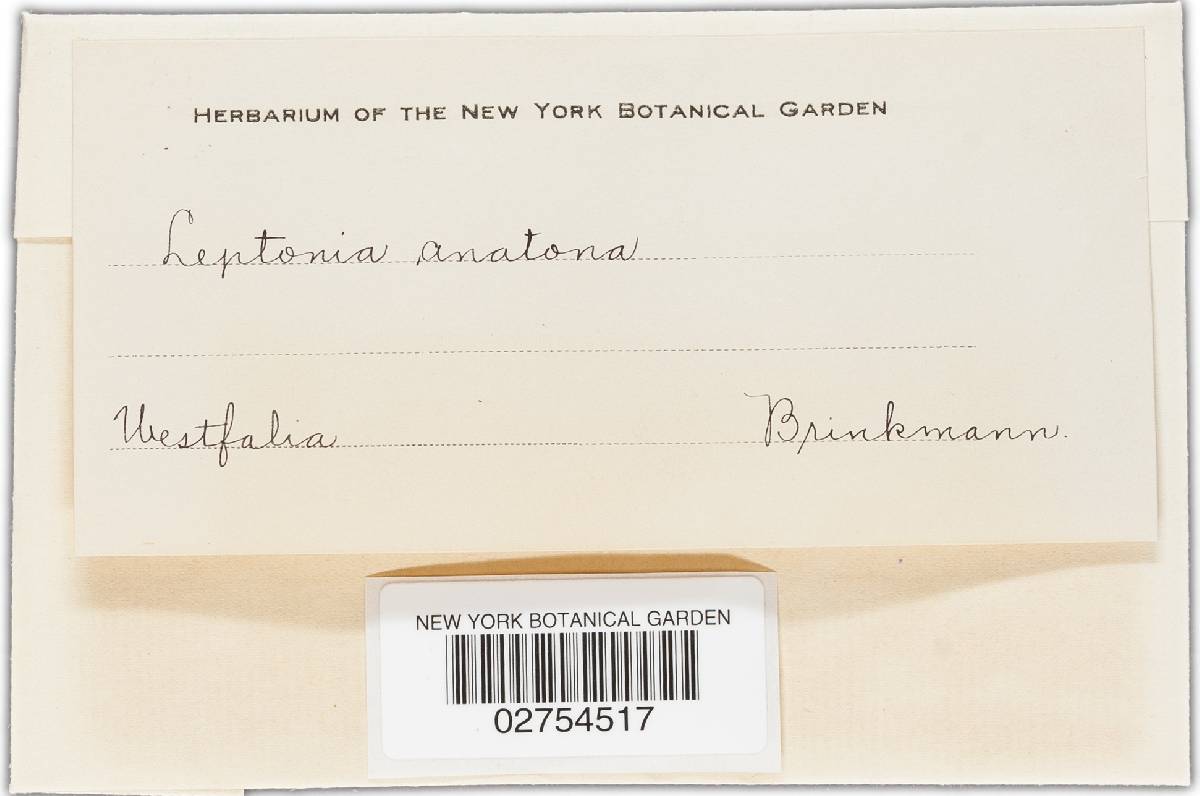 HERBARIUM OF THE NEW YORK BOTANICAL GARDEN
Leptonia anatona
Westfalia Brinkmann.
NEW YORK BOTANICAL GARDEN
02754517